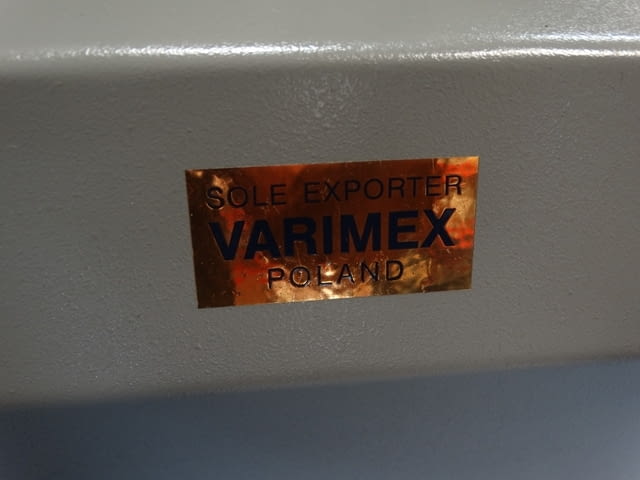 SOLE EXPORTER
VARIMEX
POLAND